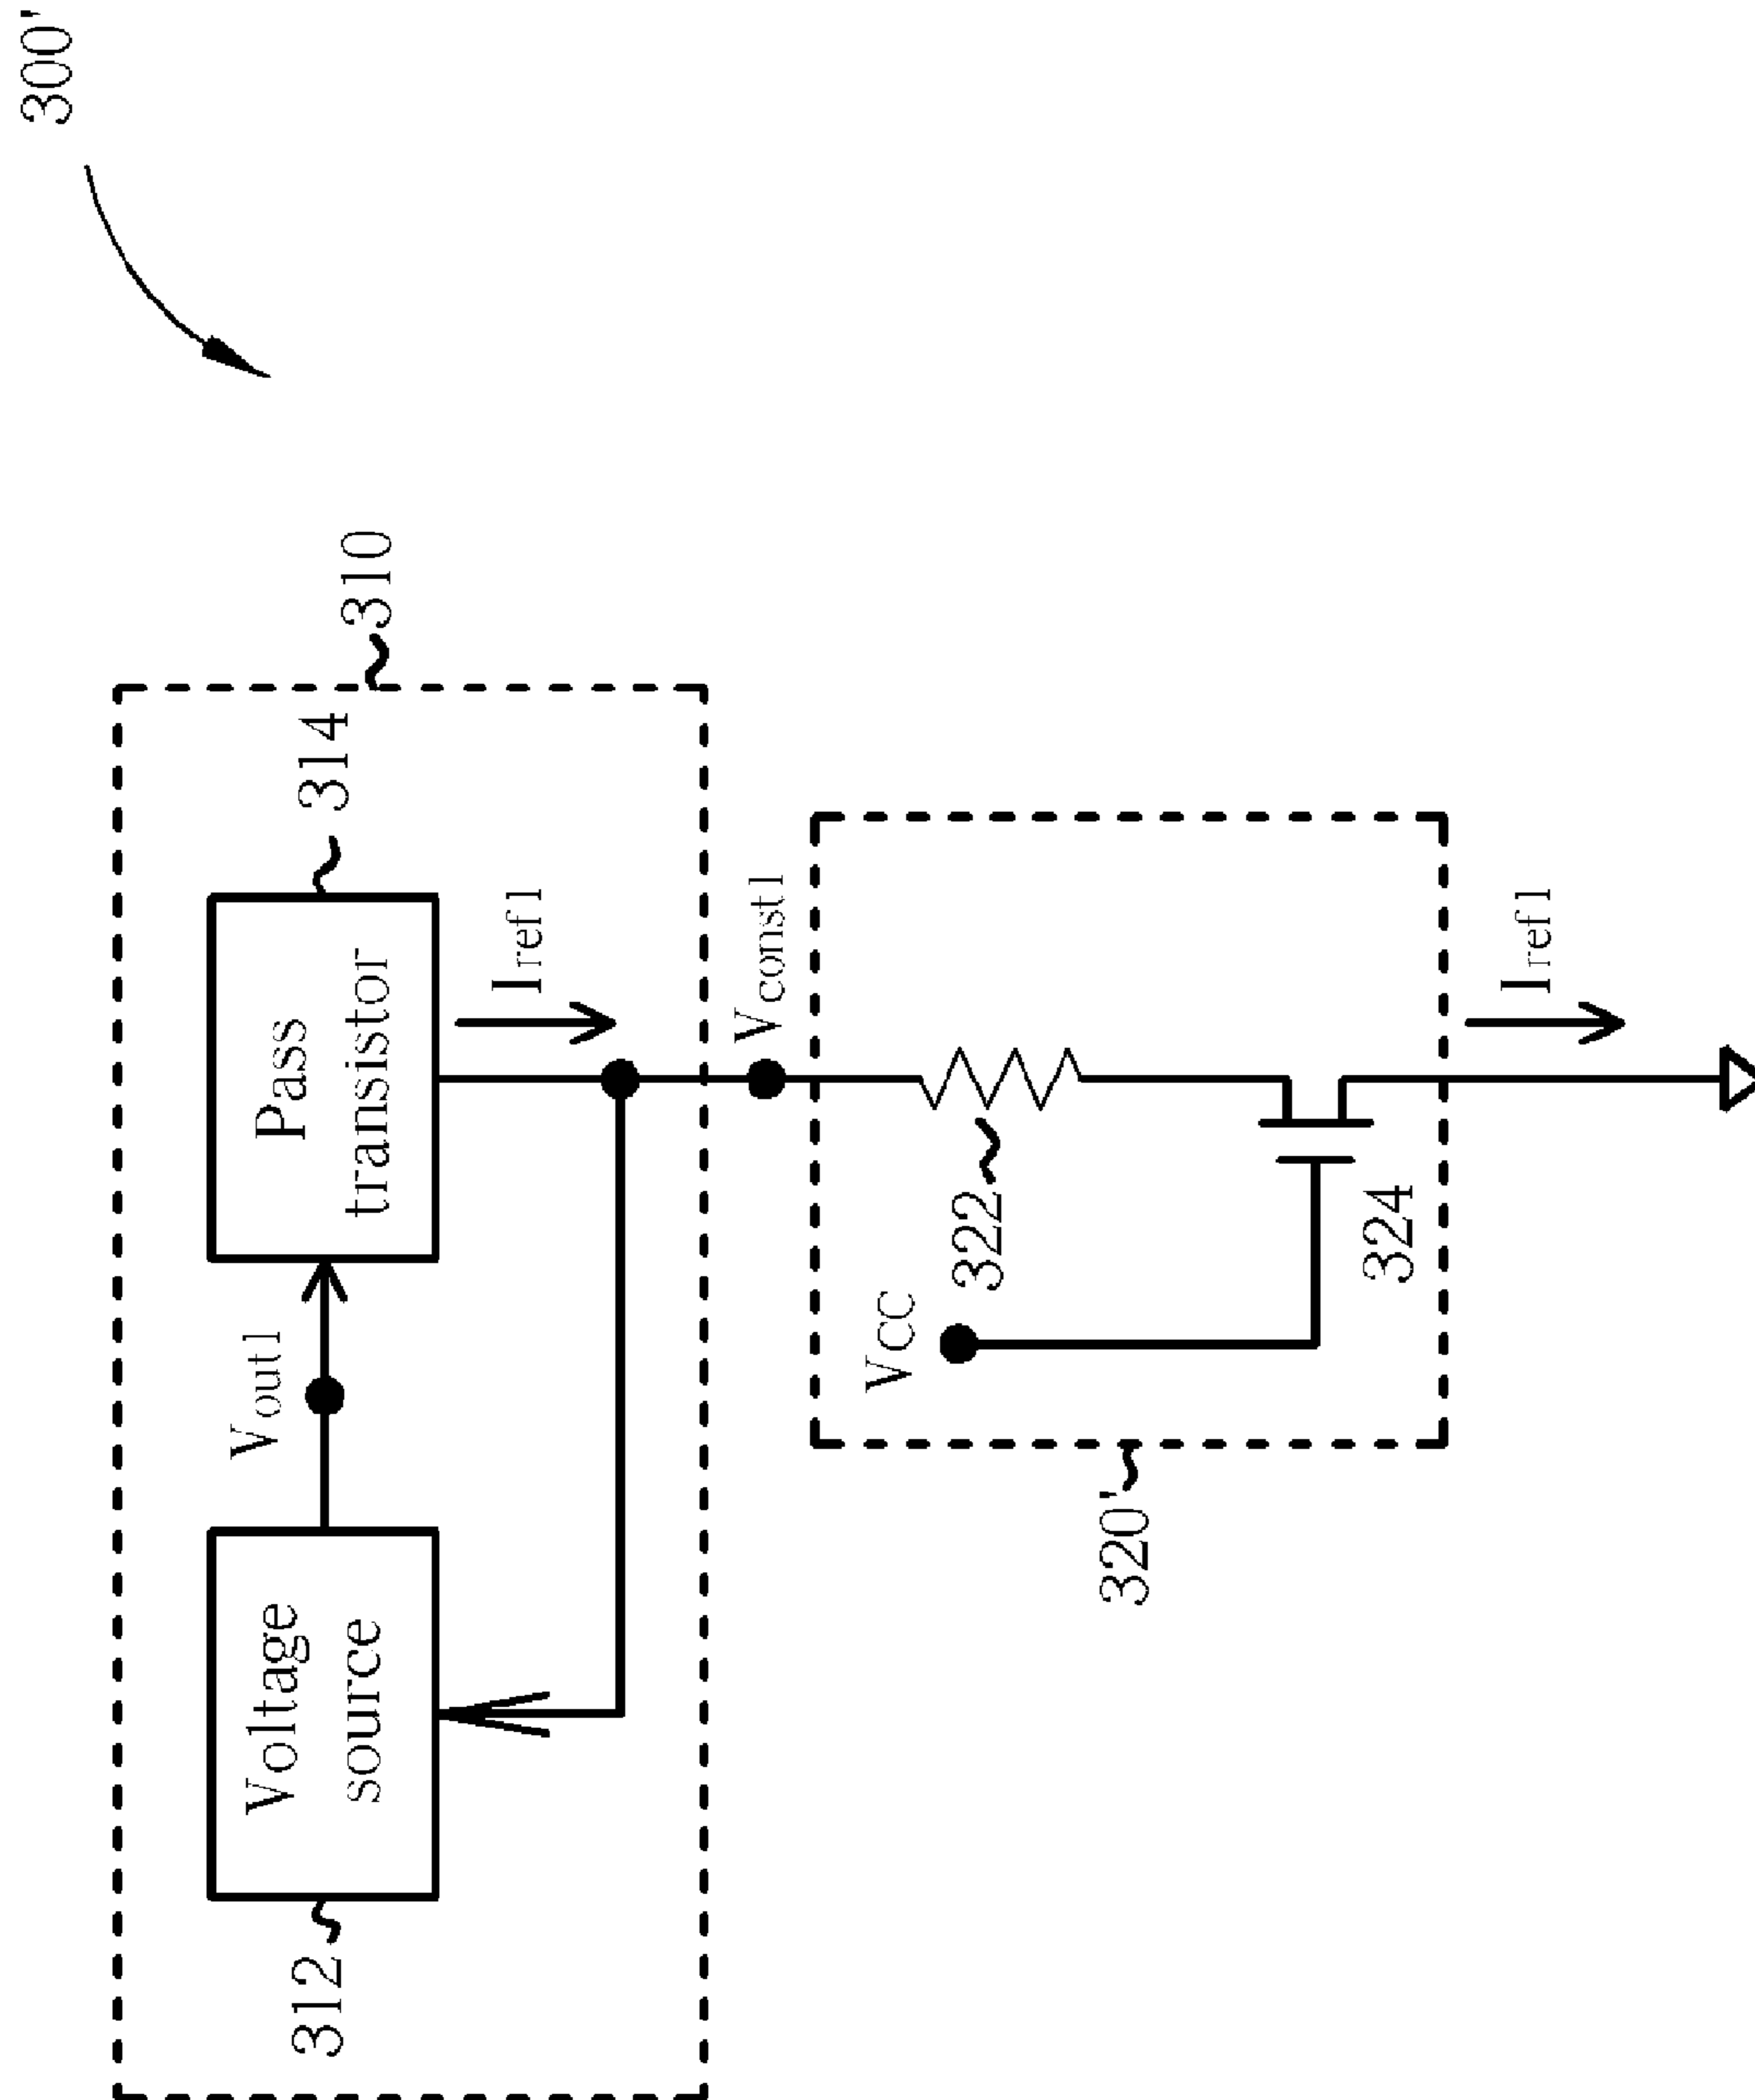 300'
310
312
Voltage
source
Vout1
Pass
transistor
314
Iref1
Vconst1
320'
VCC
322
324
Iref1